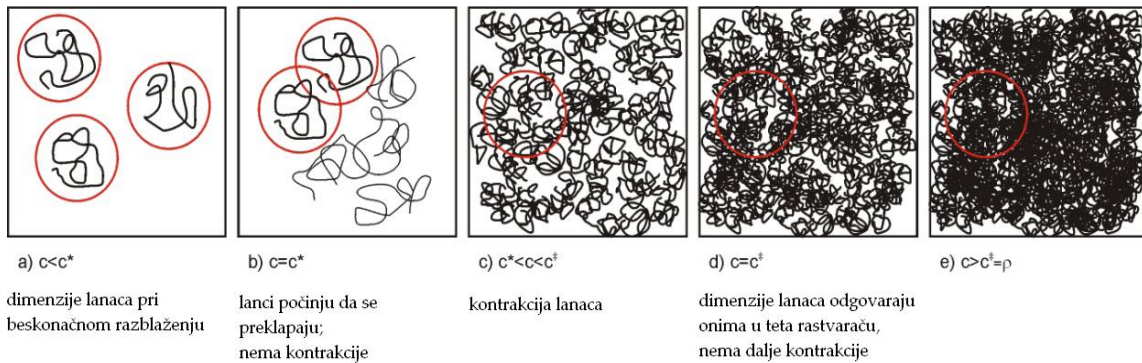 a) c<c*
dimenzije lanaca pri
beskonačnom razblaženju
b) c=c*
lanci počinju da se
preklapaju;
nema kontrakcije
c) c*<c<c‡
kontrakcija lanaca
d) c=c‡
dimenzije lanaca odgovaraju
onima u teta rastvaraču,
nema dalje kontrakcije
e) c>c‡=ρ